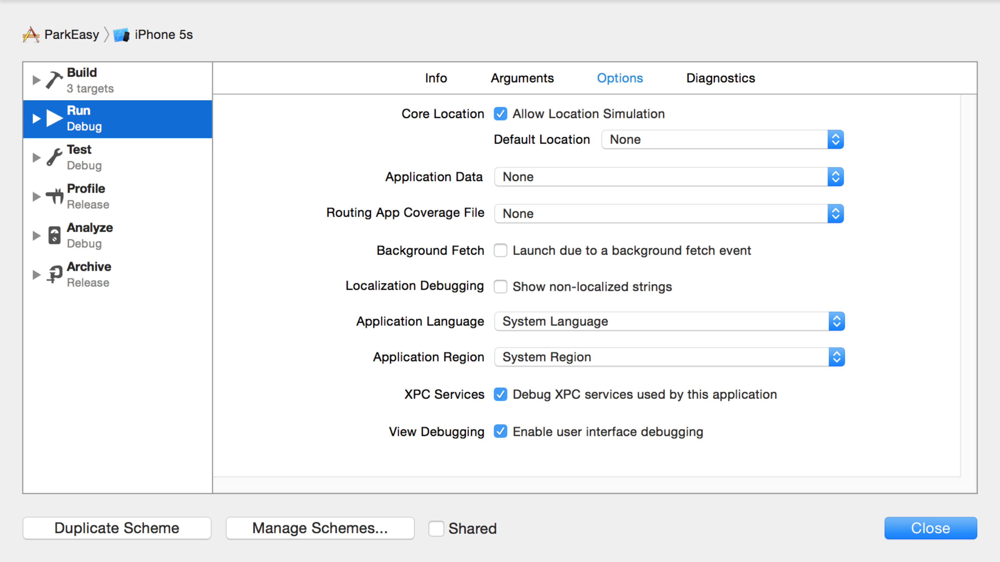 ParkEasy iPhone 5s
Build
3 targets
Run
Debug
Test
Debug
Profile
Release
Analyze
Debug
Archive
Release
Info Arguments Options Diagnostics
Core Location Allow Location Simulation
Default Location None
Application Data None
Routing App Coverage File None
Background Fetch Launch due to a background fetch event
Localization Debugging Show non-localized strings
Application Language System Language
Application Region System Region
XPC Services Debug XPC services used by this application
View Debugging Enable user interface debugging
Duplicate Scheme Manage Schemes... Shared Close